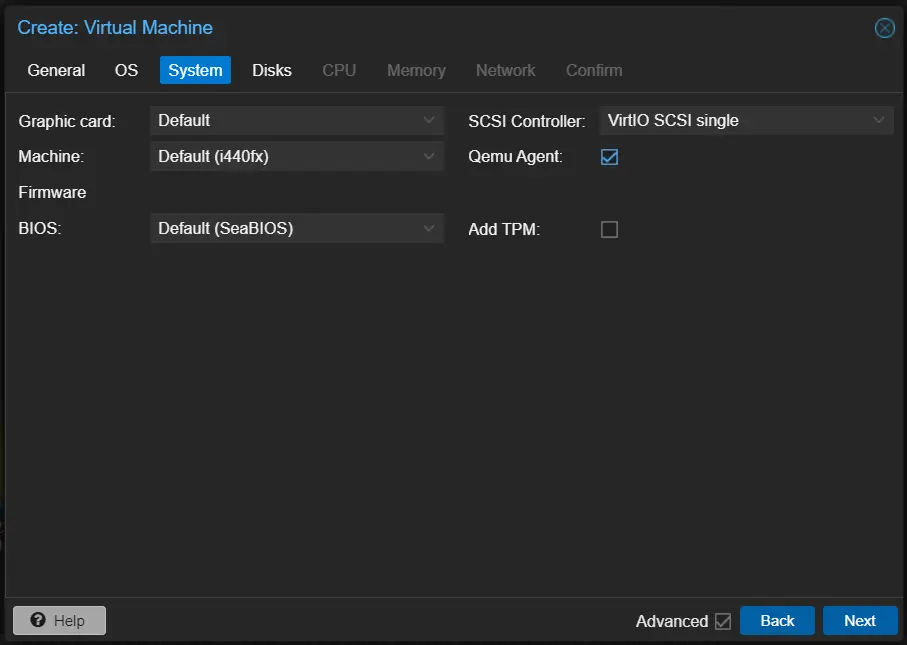 Create: Virtual Machine
General OS System Disks CPU Memory Network Confirm
Graphic card: Default SCSI Controller: VirtIO SCSI single
Machine: Default (i440fx) Qemu Agent:
Firmware
BIOS: Default (SeaBIOS) Add TPM:
Help Advanced Back Next